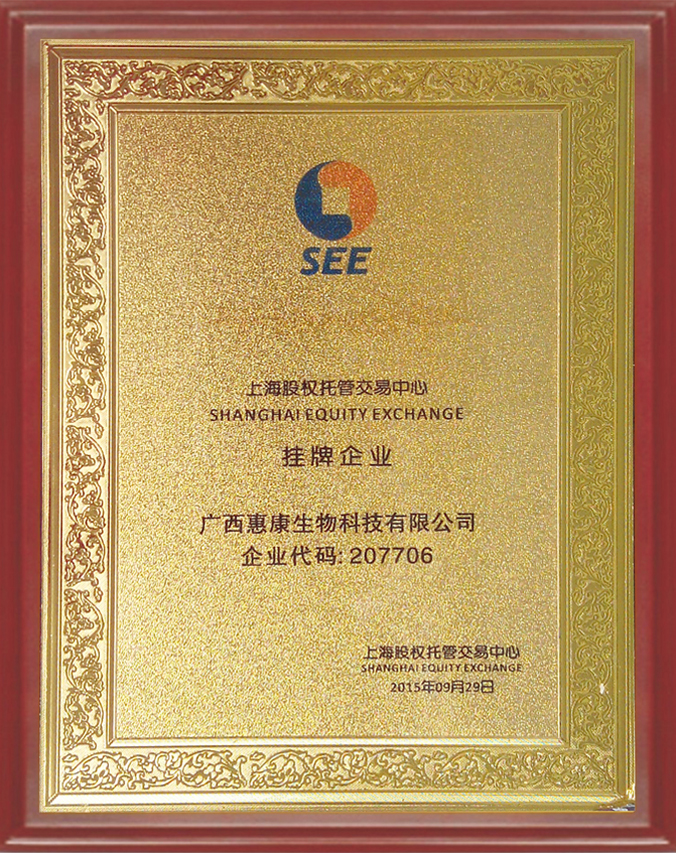 SEE
上海股权托管交易中心
SHANGHAI EQUITY EXCHANGE
挂牌企业
广西惠康生物科技有限公司
企业代码: 207706
上海股权托管交易中心
SHANGHAI EQUITY EXCHANGE
2015年09月29日